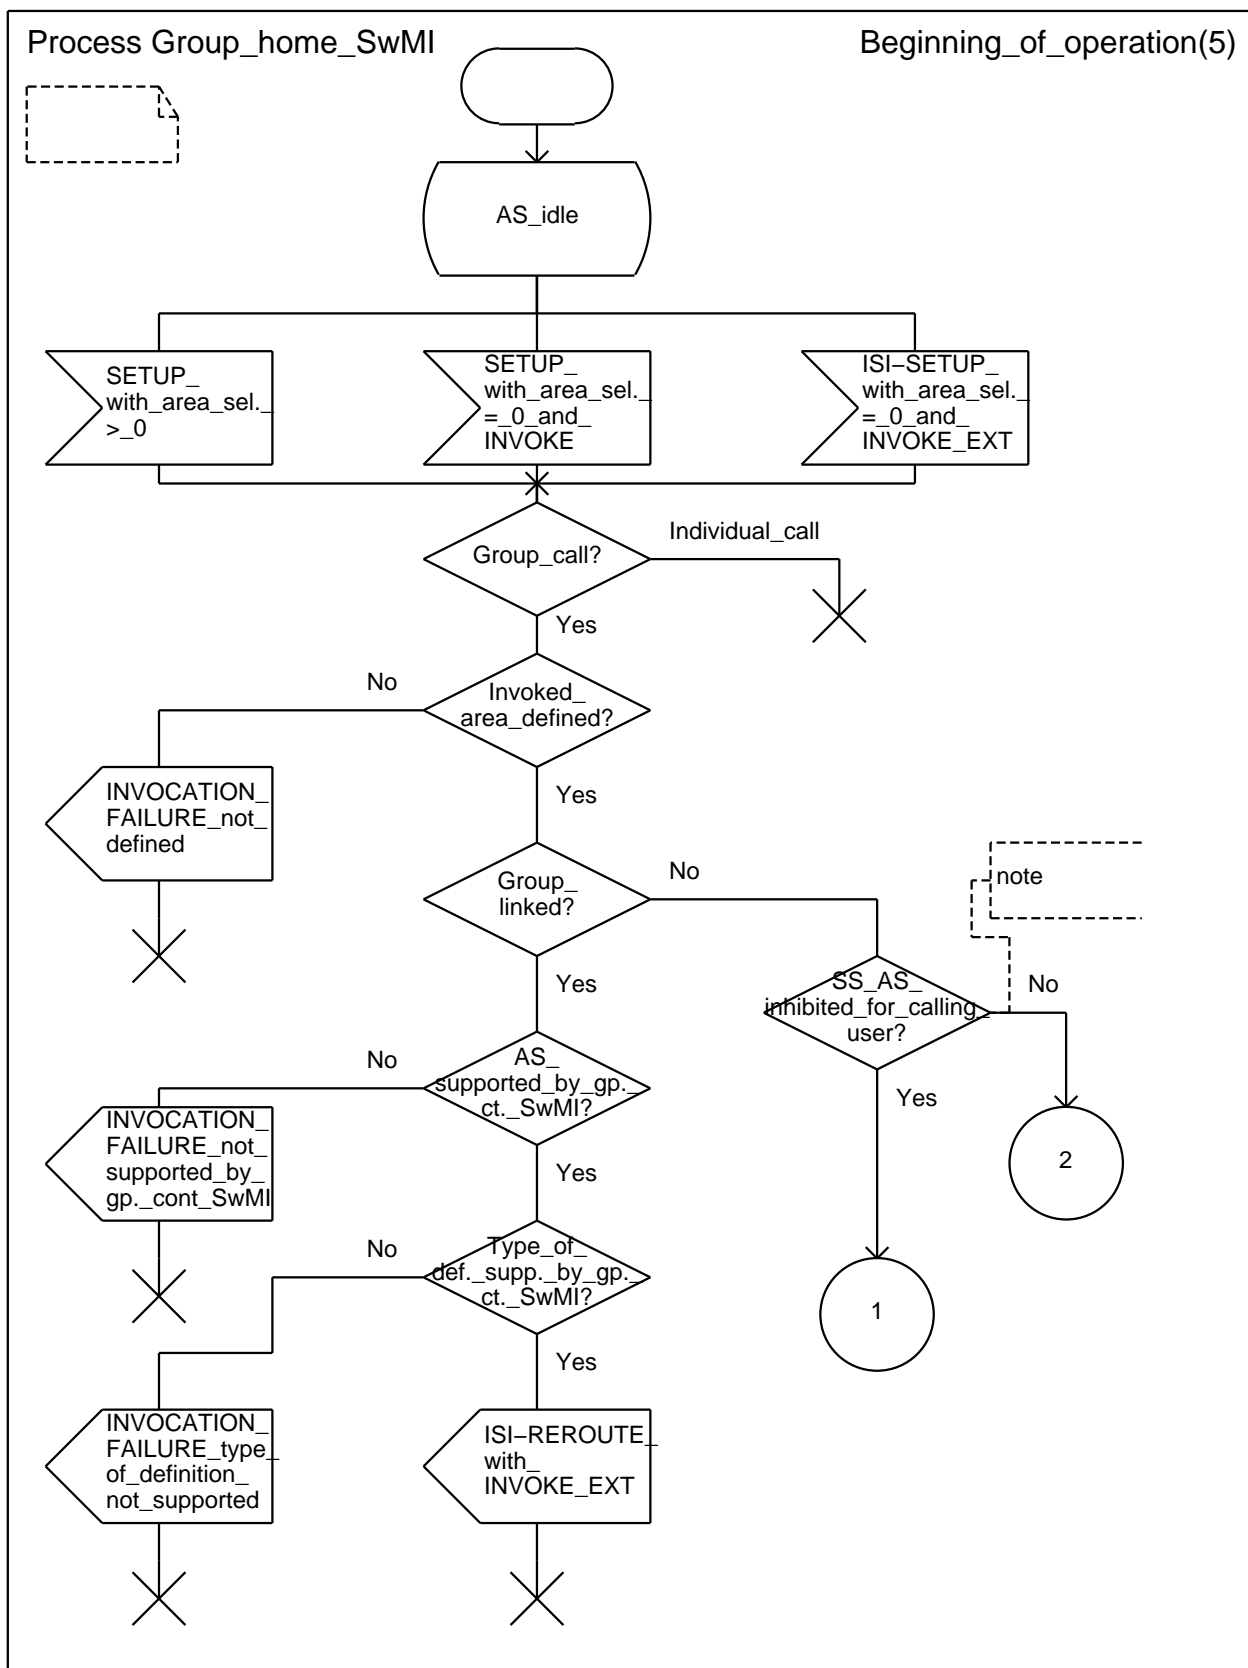 Process Group_home_SwMI
Beginning_of_operation(5)
AS_idle
SETUP_
with_area_sel._
>_0
SETUP_
with_area_sel._
=_0_and_
INVOKE
ISI–SETUP_
with_area_sel._
=_0_and_
INVOKE_EXT
Group_call?
Individual_call
Yes
Invoked_
area_defined?
No
Yes
INVOCATION_
FAILURE_not_
defined
Group_
linked?
No
Yes
note
SS_AS_
inhibited_for_calling_
user?
No
Yes
AS_
supported_by_gp._
ct._SwMI?
No
Yes
INVOCATION_
FAILURE_not_
supported_by_
gp._cont_SwMI
2
Type_of_
def._supp._by_gp._
ct._SwMI?
No
Yes
1
INVOCATION_
FAILURE_type_
of_definition_
not_supported
ISI–REROUTE_
with_
INVOKE_EXT